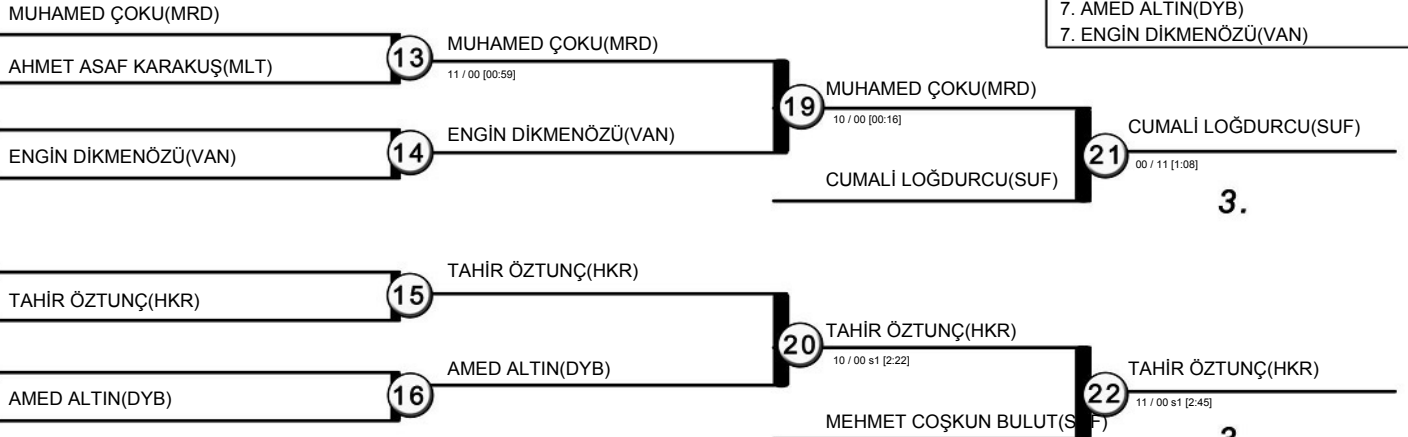 MUHAMED ÇOKU(MRD)
AHMET ASAF KARAKUŞ(MLT)
13
MUHAMED ÇOKU(MRD)
11 / 00 [00:59]
7. AMED ALTIN(DYB)
7. ENGİN DİKMENÖZÜ(VAN)
ENGİN DİKMENÖZÜ(VAN)
14
ENGİN DİKMENÖZÜ(VAN)
19
MUHAMED ÇOKU(MRD)
10 / 00 [00:16]
CUMALİ LOĞDURCU(SUF)
21
CUMALİ LOĞDURCU(SUF)
00 / 11 [1:08]
3.
TAHİR ÖZTUNÇ(HKR)
15
TAHİR ÖZTUNÇ(HKR)
AMED ALTIN(DYB)
16
AMED ALTIN(DYB)
20
TAHİR ÖZTUNÇ(HKR)
10 / 00 s1 [2:22]
MEHMET COŞKUN BULUT(S F)
22
TAHİR ÖZTUNÇ(HKR)
11 / 00 s1 [2:45]